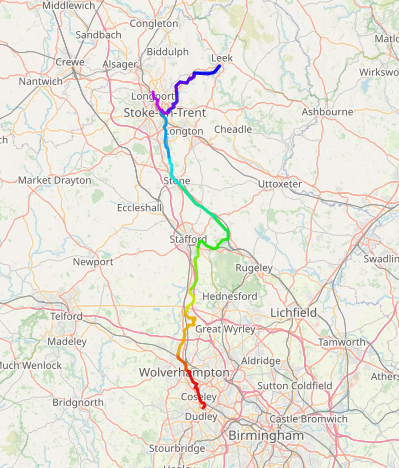 Middlewich
Congleton
Sandbach
Biddulph
Leek
Crewe
Alsager
Nantwich
Wirksw
Longport
Ashbourne
Stoke-on-Trent
Longton
Cheadle
Market Drayton
Stone
Uttoxeter
Eccleshall
Stafford
Newport
Rugeley
Swadlin
Hednesford
Telford
Lichfield
Great Wyrley
Madeley
Tamworth
Much Wenlock
Aldridge
Wolverhampton
Athers
Sutton Coldfield
Coseley
Bridgnorth
Dudley
Castle Bromwich
Birmingham
Stourbridge